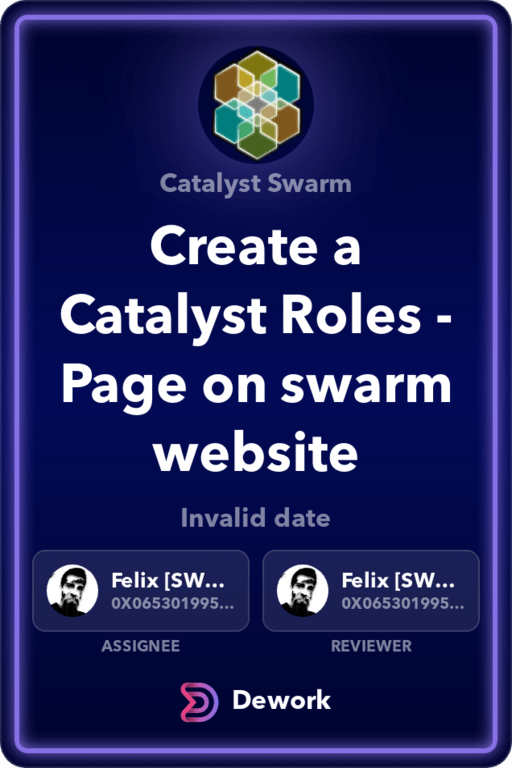 Catalyst Swarm
Create a
Catalyst Roles -
Page on swarm
website
Invalid date
Felix [SW...
0X065301995...
Felix [SW...
0X065301995...
ASSIGNEE
REVIEWER
Dework